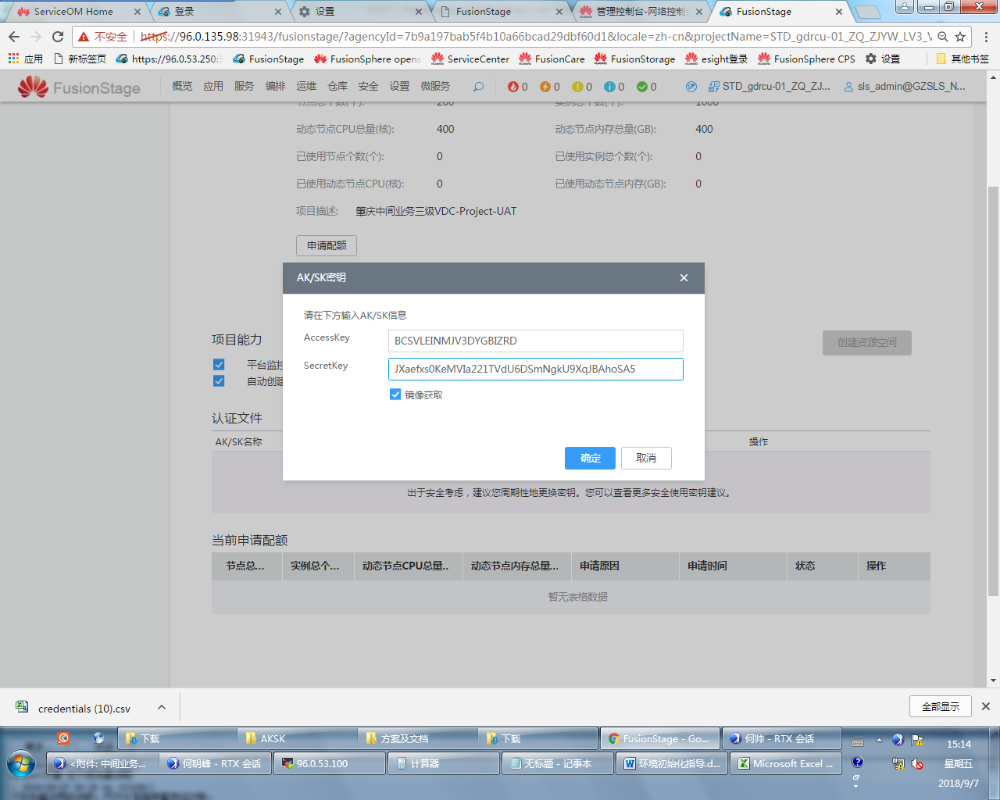 ServiceOM Home
登录
设置
FusionStage
管理控制台-网络控制
FusionStage
不安全
https://96.0.135.98:31943/fusionstage/?agencyId=7b9a197bab5f4b10a66bcad29dbf60d1&locale=zh-cn&projectName=STD_gdrcu-01_ZQ_ZJYW_LV3_V
应用
新标签页
https://96.0.53.250:3
FusionStage
FusionSphere opens
ServiceCenter
FusionCare
FusionStorage
esight登录
FusionSphere CPS
设置
其他书签
FusionStage
概览
应用
服务
编排
运维
仓库
安全
设置
微服务
0
0
0
0
0
STD_gdrcu-01_ZQ_ZJ...
sls_admin@GZSLS_N...
节点总个数(个):
200
实例总个数(个):
1000
动态节点CPU总量(核):
400
动态节点内存总量(GB):
400
已使用节点个数(个):
0
已使用实例总个数(个):
0
已使用动态节点CPU(核):
0
已使用动态节点内存(GB):
0
项目描述:
肇庆中间业务三级VDC-Project-UAT
申请配额
AK/SK密钥
请在下方输入AK/SK信息
AccessKey
BCSVLEINMJV3DYGBIZRD
SecretKey
JXaefxs0KeMVIa221TVdU6DSmNgkU9XqJBAhoSA5
镜像获取
确定
取消
项目能力
创建资源空间
平台监控
自动创建
认证文件
AK/SK名称
操作
出于安全考虑，建议您周期性地更换密钥。您可以查看更多安全使用密钥建议。
当前申请配额
节点总...
实例总个...
动态节点CPU总量..
动态节点内存总量...
申请原因
申请时间
状态
操作
暂无表格数据
credentials (10).csv
全部显示
下载
AKSK
方案及文档
下载
FusionStage - Go...
何帅 - RTX 会话
<附件: 中间业务...
何明峰 - RTX 会话
96.0.53.100
计算器
无标题 - 记事本
环境初始化指导.d...
Microsoft Excel ...
15:14
星期五
2018/9/7